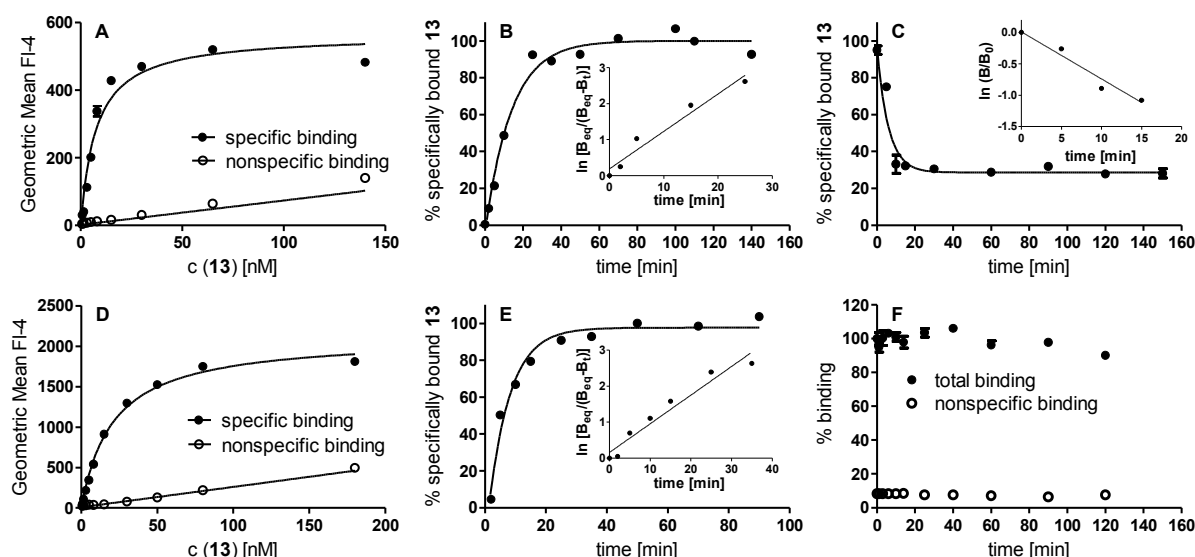 A
Geometric Mean FI-4
600
400
200
0
specific binding
nonspecific binding
0 50 100 150
c (13) [nM]
B
% specifically bound 13
120
100
80
60
40
20
0
0 20 40 60 80 100 120 140 160
time [min]
ln [Beq/(Beq-Bt)]
3
2
1
0
0 10 20 30
time [min]
C
% specifically bound 13
100
80
60
40
20
0
0 20 40 60 80 100 120 140 160
time [min]
ln (B/B0)
0.0
-0.5
-1.0
-1.5
0 5 10 15 20
time [min]
D
Geometric Mean FI-4
2500
2000
1500
1000
500
0
specific binding
nonspecific binding
0 50 100 150 200
c (13) [nM]
E
% specifically bound 13
120
100
80
60
40
20
0
0 20 40 60 80 100
time [min]
ln [Beq/(Beq-Bt)]
3
2
1
0
0 10 20 30 40
time [min]
F
% binding
120
100
80
60
40
20
0
total binding
nonspecific binding
0 20 40 60 80 100 120 140 160
time [min]